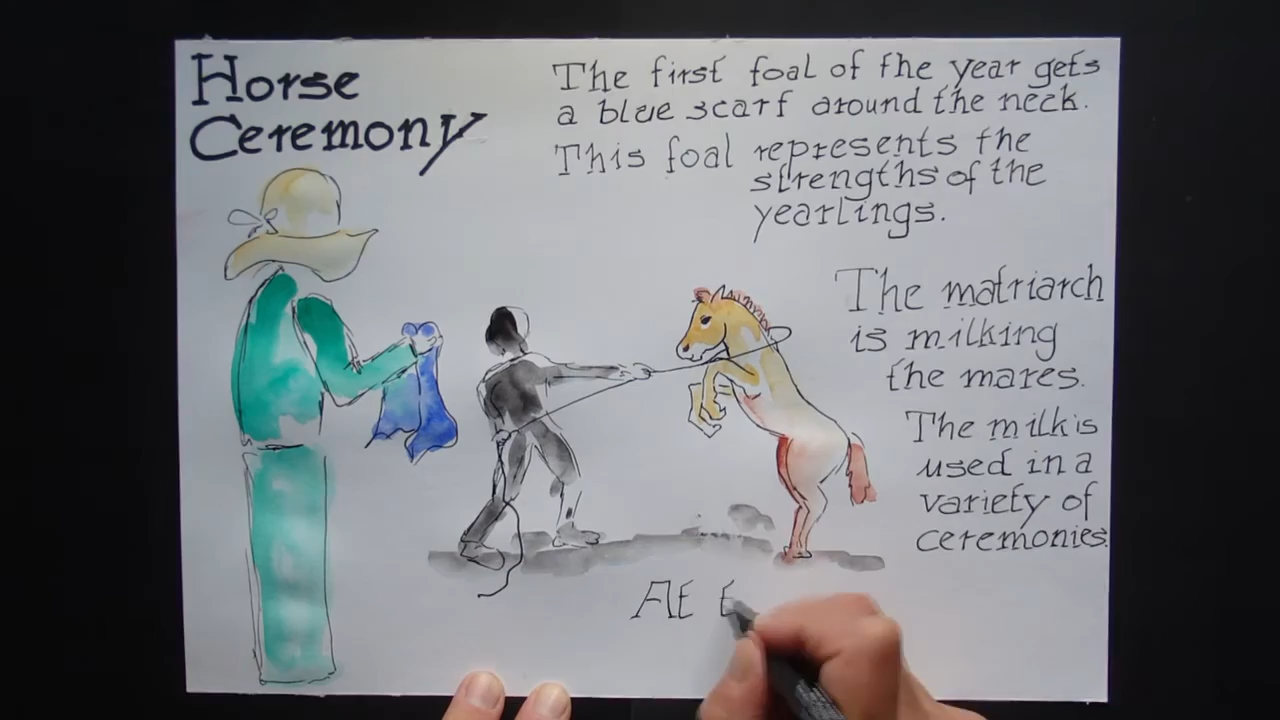 Horse
Ceremony
The first foal of the year gets
a blue scarf around the neck.
This foal represents the
strengths of the
yearlings.
The matriarch
is milking
the mares.
The milk is
used in a
variety of
ceremonies.
At